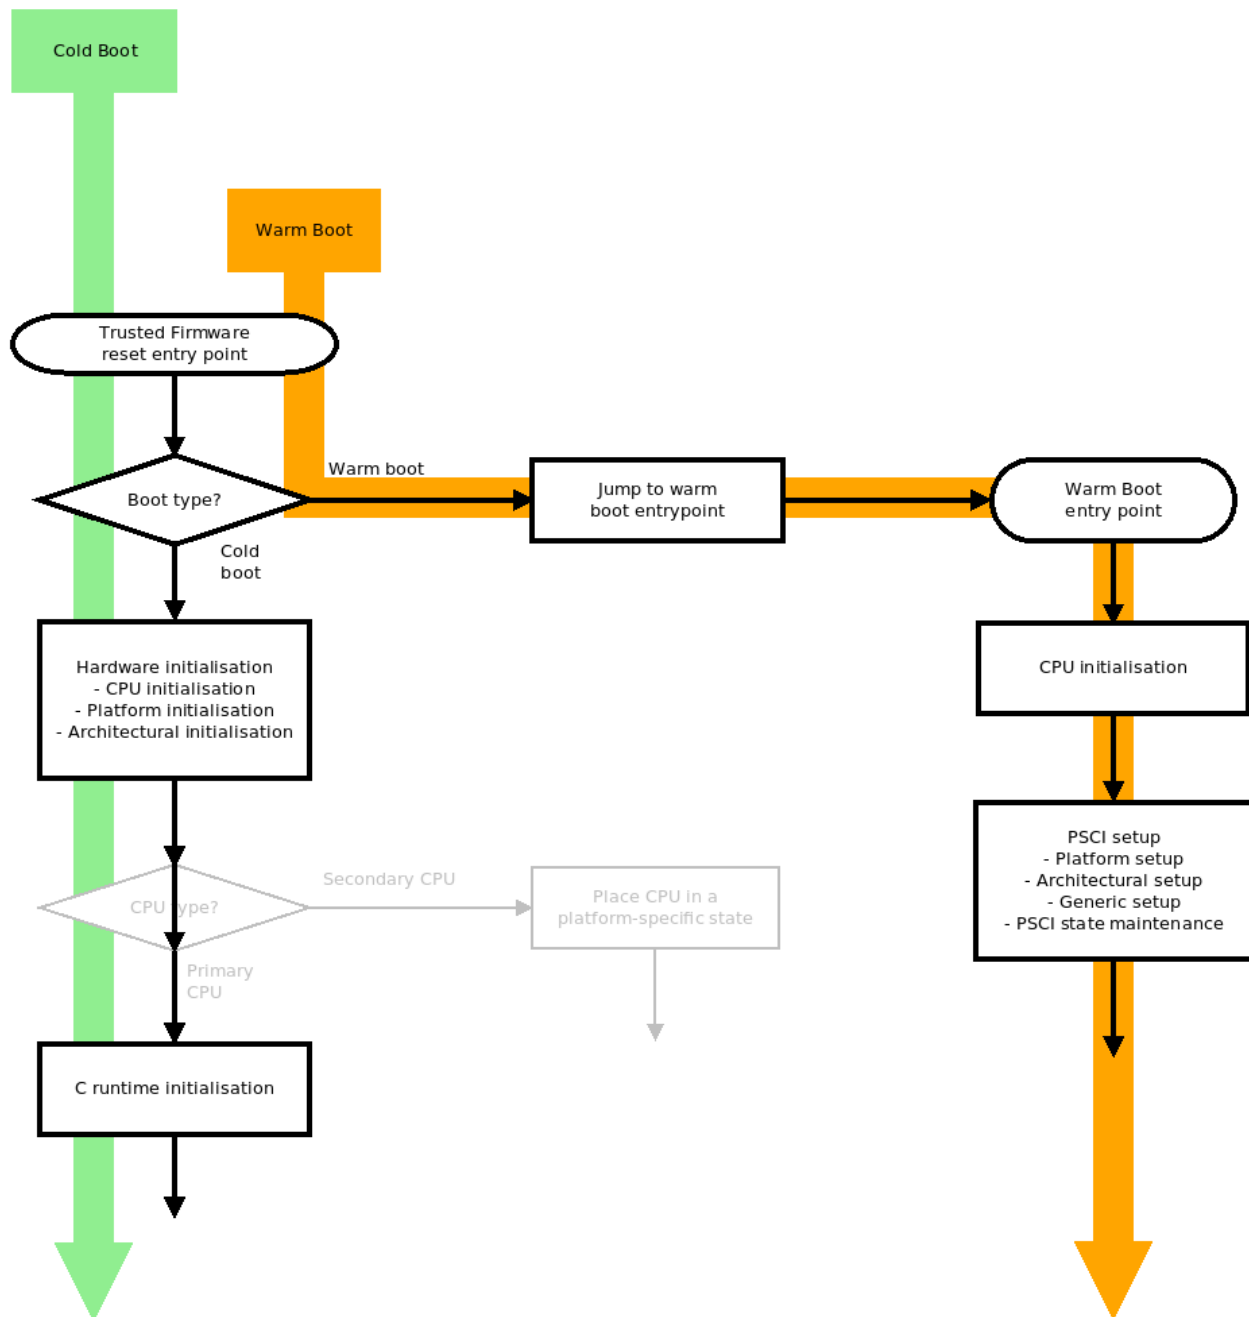 Cold Boot
Warm Boot
Trusted Firmware
reset entry point
Warm boot
Boot type?
Jump to warm
boot entrypoint
Warm Boot
entry point
Cold
boot
Hardware initialisation
- CPU initialisation
- Platform initialisation
- Architectural initialisation
CPU initialisation
PSCI setup
- Platform setup
- Architectural setup
- Generic setup
- PSCI state maintenance
Secondary CPU
CPU type?
Place CPU in a
platform-specific state
Primary
CPU
C runtime initialisation